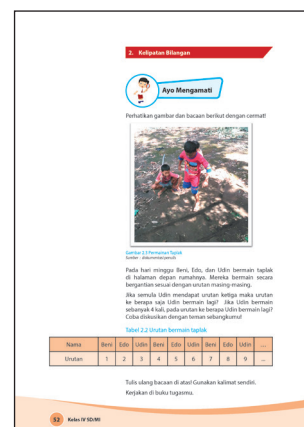 2. Kelipatan Bilangan
Ayo Mengamati
Perhatikan gambar dan bacaan berikut dengan cermat!
Gambar 2.3 Permainan Taplak
Sumber : dokumentasi penulis
Pada hari minggu Beni, Edo, dan Udin bermain taplak
di halaman depan rumahnya. Mereka bermain secara
bergantian sesuai dengan urutan masing-masing.
Jika semula Udin mendapat urutan ketiga maka urutan
ke berapa saja Udin bermain lagi? Jika Udin bermain
sebanyak 4 kali, pada urutan ke berapa Udin bermain lagi?
Coba diskusikan dengan teman sebangkumu!
Tabel 2.2 Urutan bermain taplak
Nama Beni Edo Udin Beni Edo Udin Beni Edo Udin ...
Urutan 1 2 3 4 5 6 7 8 9 ...
Tulis ulang bacaan di atas! Gunakan kalimat sendiri.
Kerjakan di buku tugasmu.
52 Kelas IV SD/MI